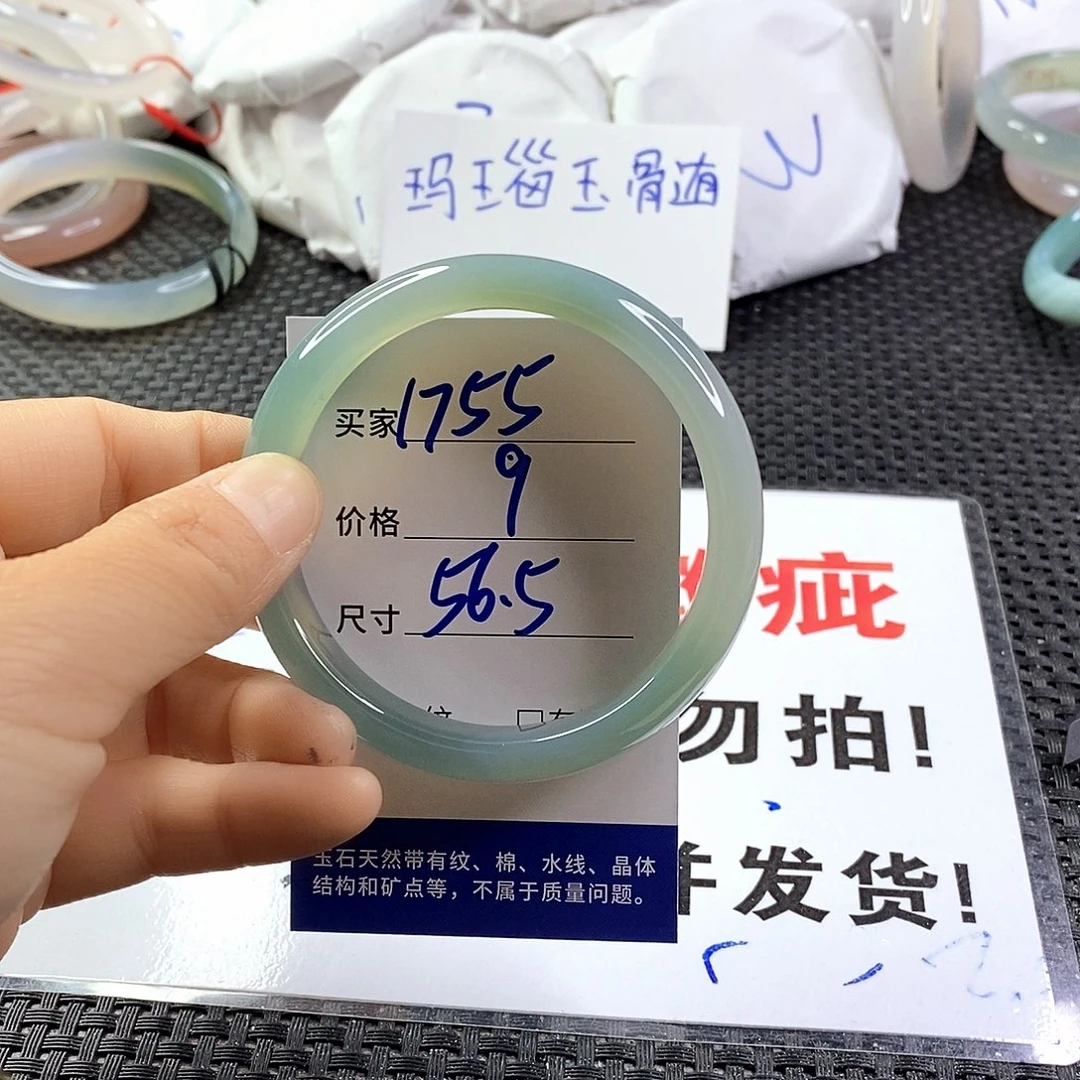 玛瑙玉骨髓
买家 1755
价格 9
尺寸 56.5
疵
勿拍!
并发货!
玉石天然带有纹、棉、水线、晶体
结构和矿点等，不属于质量问题。